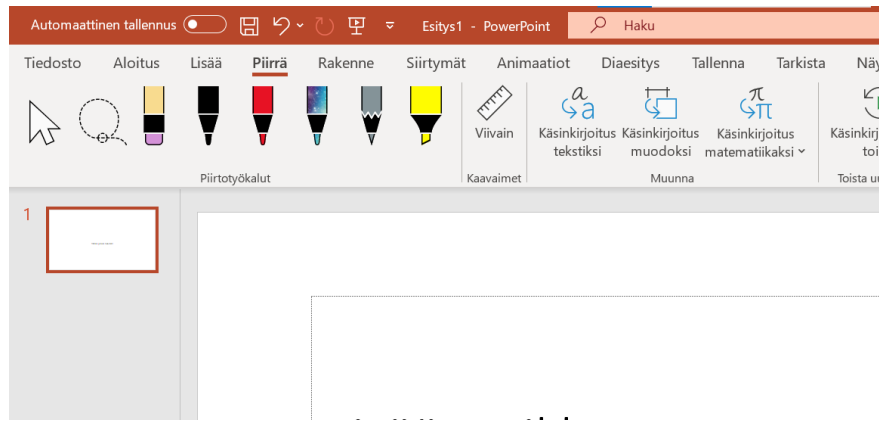 Automaattinen tallennus
Esitys1 - PowerPoint
Haku
Tiedosto Aloitus Lisää Piirrä Rakenne Siirtymät Animaatiot Diaesitys Tallenna Tarkista
Viivain
Käsinkirjoitus tekstiksi
Käsinkirjoitus muodoksi
Käsinkirjoitus matematiikaksi
Piirtotyökalut
Kaavaimet
Muunna
1